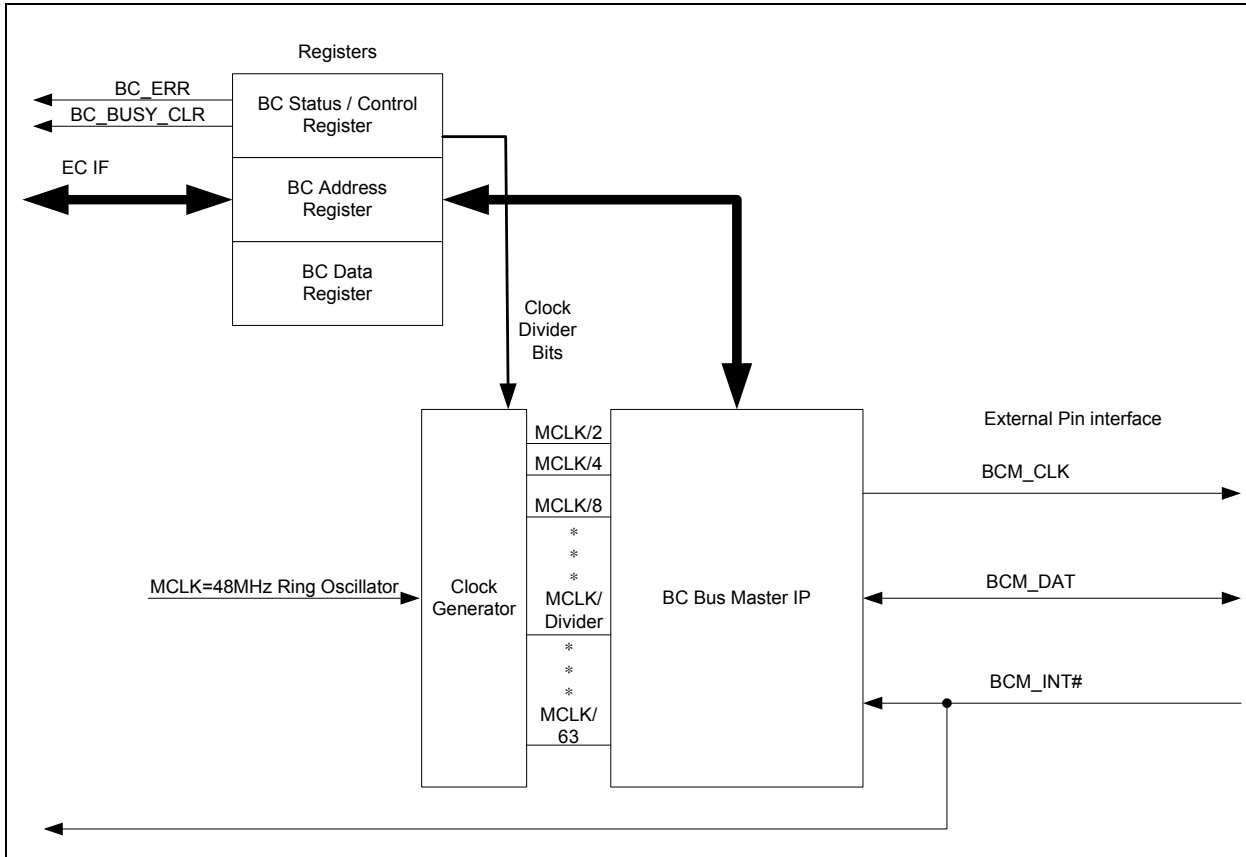 Registers
BC_ERR
BC_BUSY_CLR
BC Status / Control
Register
EC IF
BC Address
Register
BC Data
Register
Clock
Divider
Bits
MCLK/2
MCLK/4
MCLK/8
*
*
*
MCLK/
Divider
*
*
*
MCLK/
63
MCLK=48MHz Ring Oscillator
Clock
Generator
BC Bus Master IP
External Pin interface
BCM_CLK
BCM_DAT
BCM_INT#